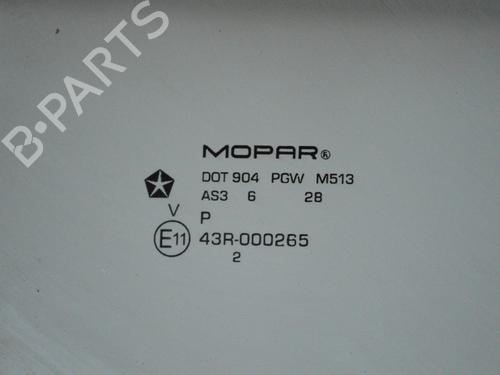 B-PARTS
MOPAR®
DOT 904 PGW M513
AS3 6 28
V P
E11 43R-000265
2